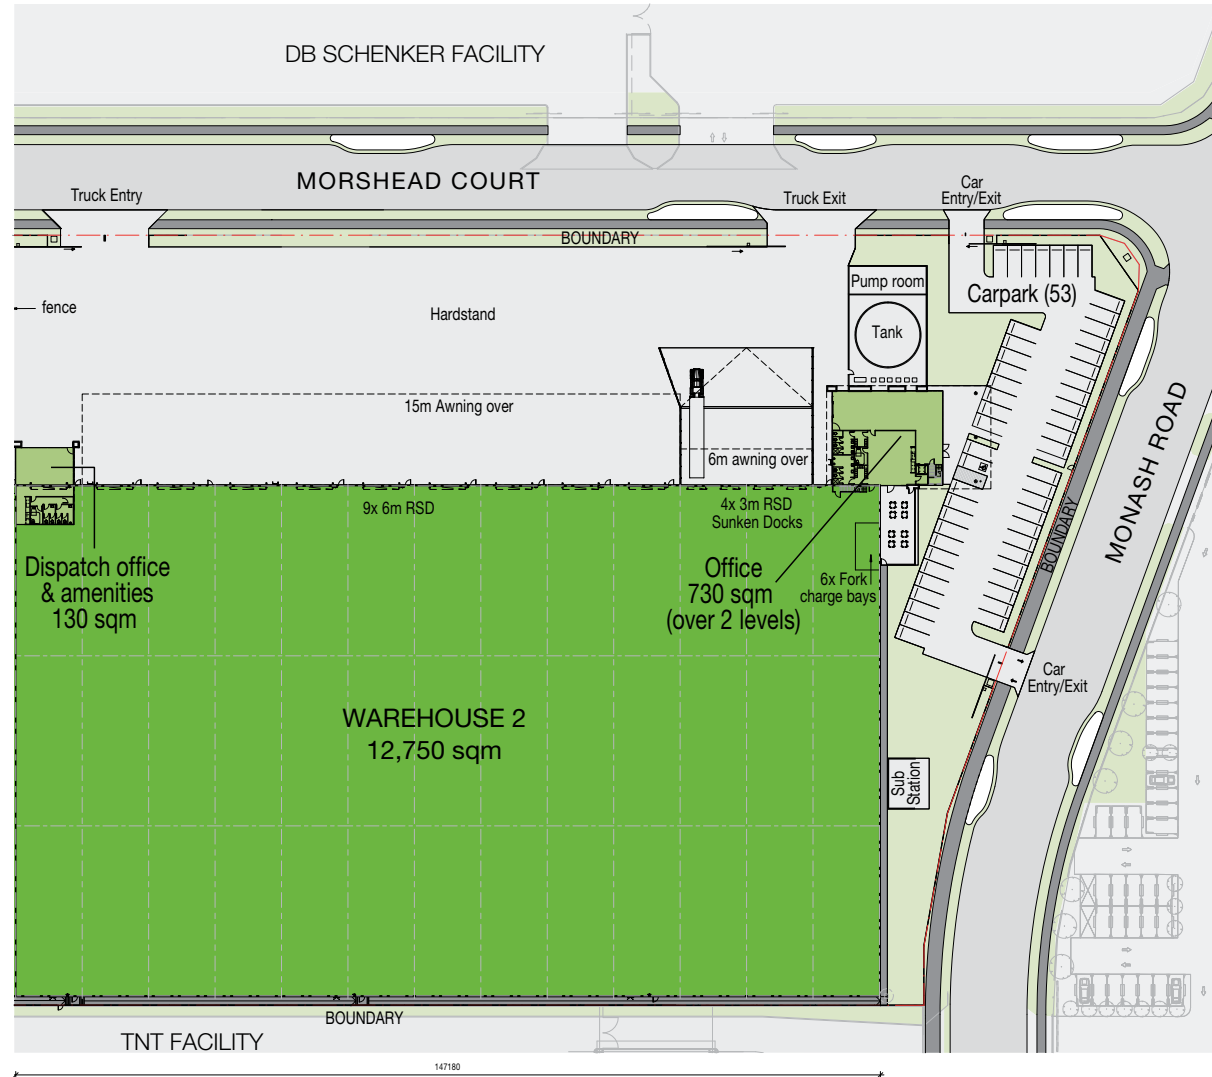 DB SCHENKER FACILITY
MORSHEAD COURT
Truck Entry
Truck Exit
Car
Entry/Exit
BOUNDARY
fence
Hardstand
Pump room
Tank
Carpark (53)
15m Awning over
6m awning over
9x 6m RSD
4x 3m RSD
Sunken Docks
MONASH ROAD
BOUNDARY
Dispatch office
& amenities
130 sqm
Office
730 sqm
(over 2 levels)
6x Fork
charge bays
Car
Entry/Exit
WAREHOUSE 2
12,750 sqm
Sub
Station
BOUNDARY
TNT FACILITY
147180